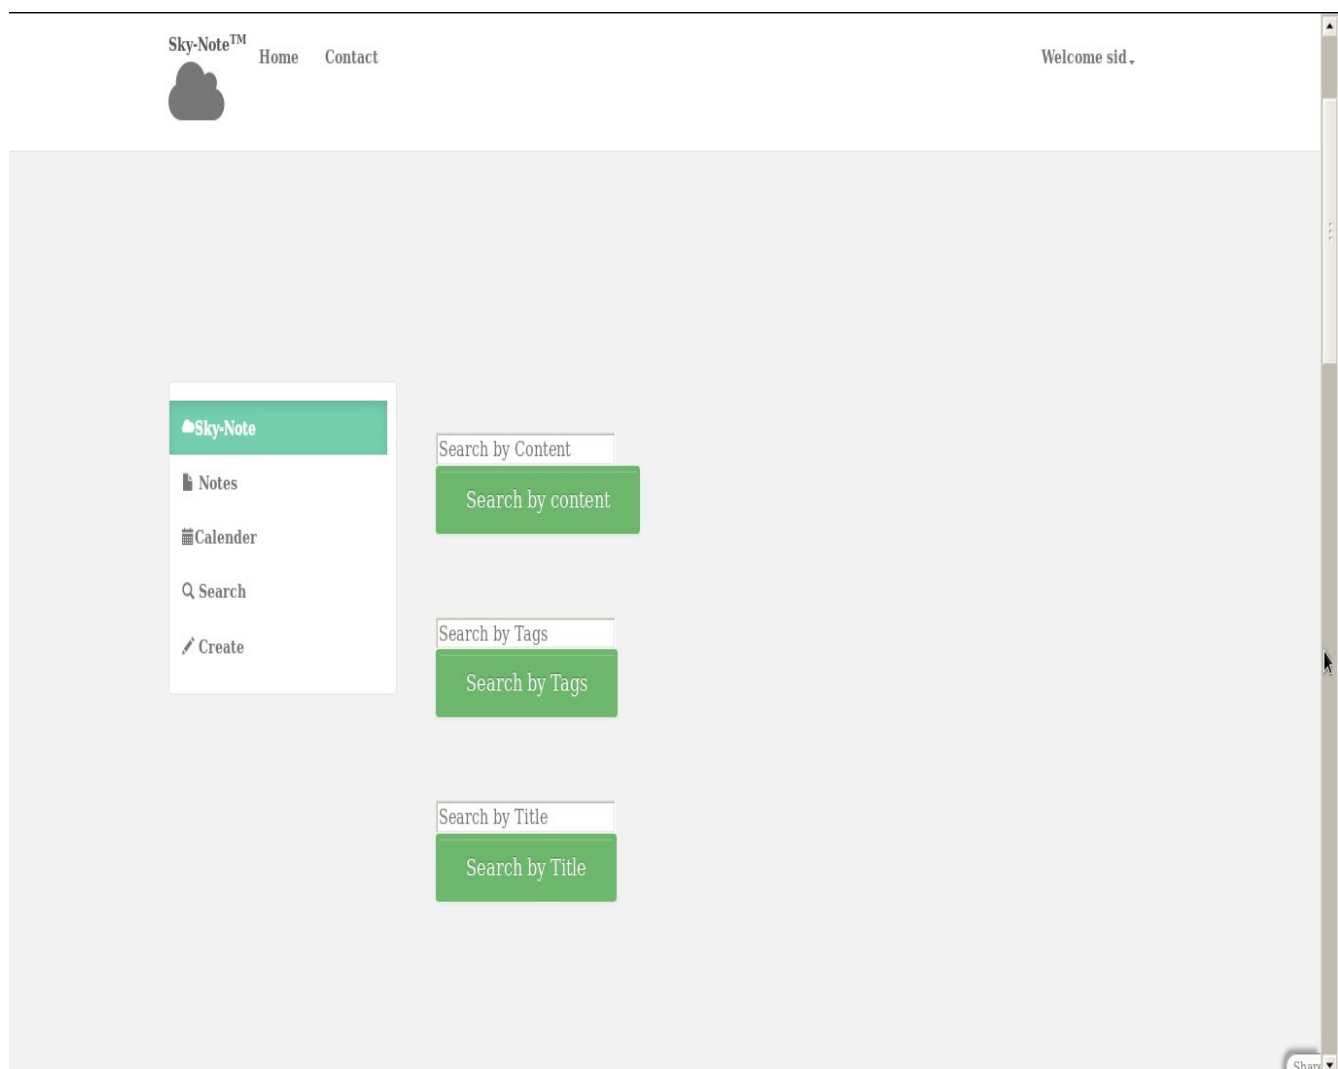 Sky-Note™
Home Contact Welcome sid
Sky-Note
Notes
Calender
Search
Create
Search by Content
Search by content
Search by Tags
Search by Tags
Search by Title
Search by Title